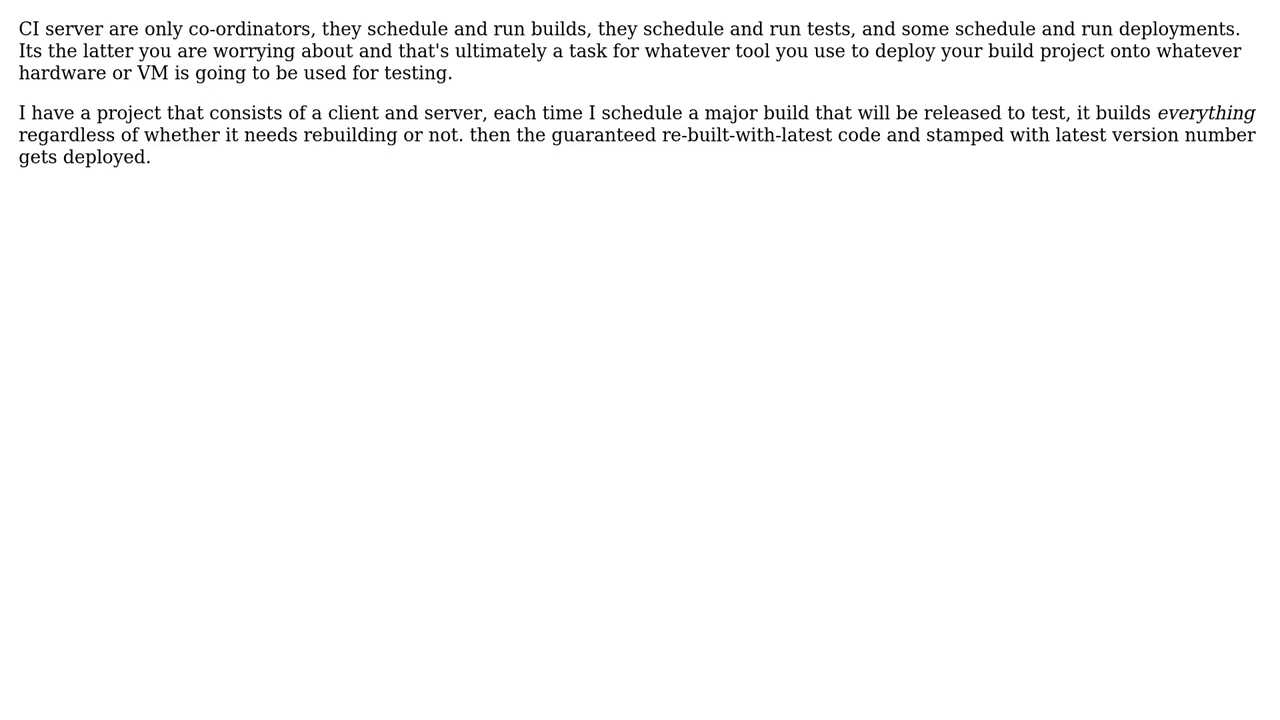 CI server are only co-ordinators, they schedule and run builds, they schedule and run tests, and some schedule and run deployments.
Its the latter you are worrying about and that's ultimately a task for whatever tool you use to deploy your build project onto whatever
hardware or VM is going to be used for testing.
I have a project that consists of a client and server, each time I schedule a major build that will be released to test, it builds everything
regardless of whether it needs rebuilding or not. then the guaranteed re-built-with-latest code and stamped with latest version number
gets deployed.